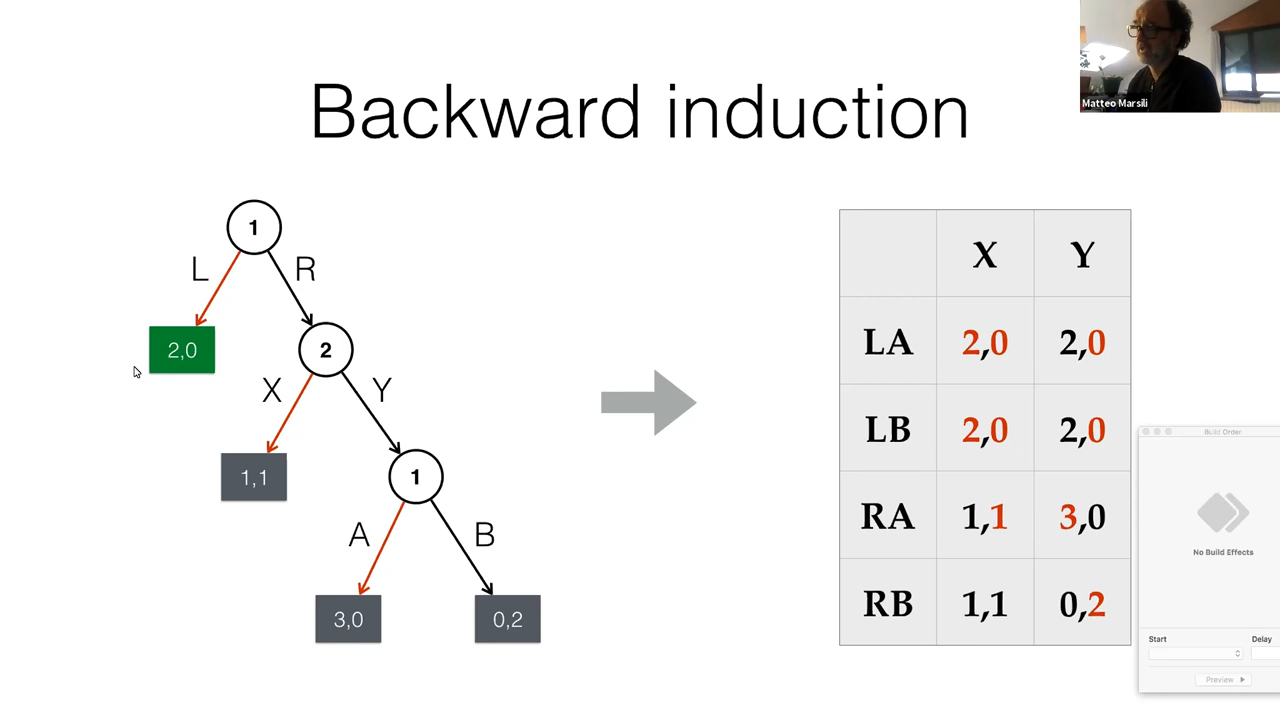 Matteo Marsili
Backward induction
1
L
R
2,0
2
X
Y
1,1
1
A
B
3,0
0,2
X Y
LA 2,0 2,0
LB 2,0 2,0
RA 1,1 3,0
RB 1,1 0,2
Build Order
No Build Effects
Start Delay
Preview